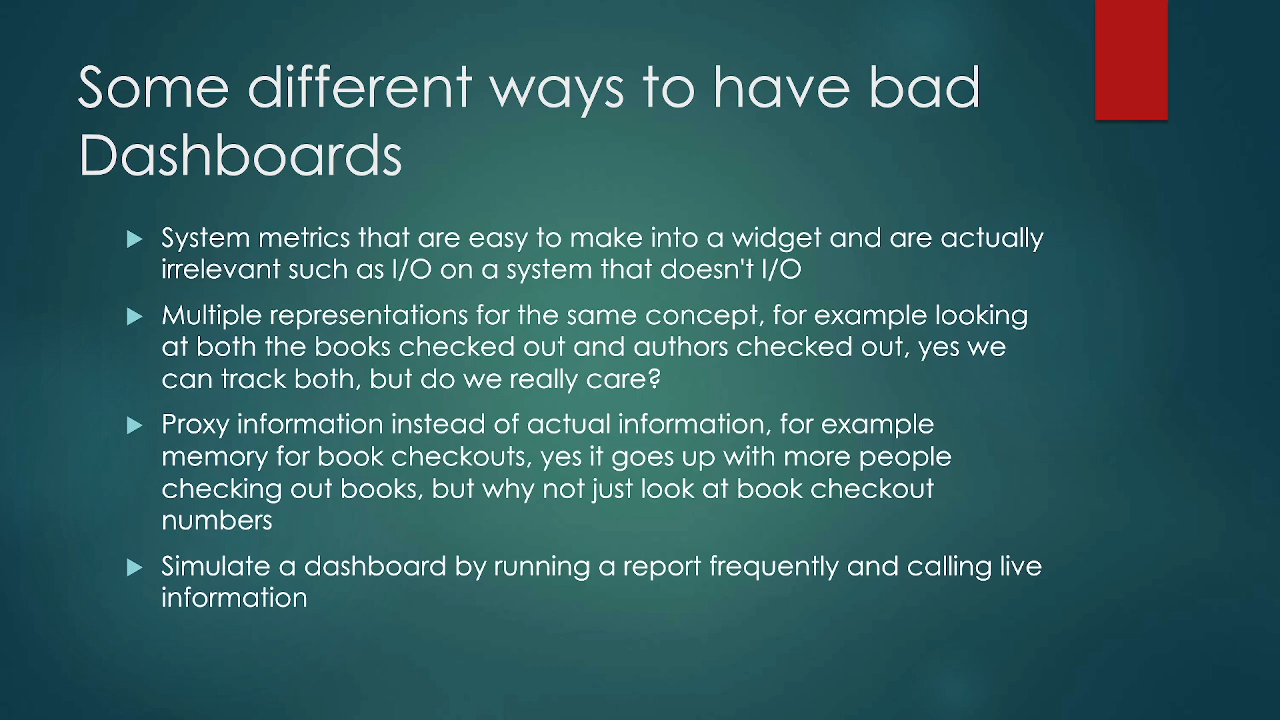 Some different ways to have bad
Dashboards
System metrics that are easy to make into a widget and are actually
irrelevant such as I/O on a system that doesn't I/O
Multiple representations for the same concept, for example looking
at both the books checked out and authors checked out, yes we
can track both, but do we really care?
Proxy information instead of actual information, for example
memory for book checkouts, yes it goes up with more people
checking out books, but why not just look at book checkout
numbers
Simulate a dashboard by running a report frequently and calling live
information